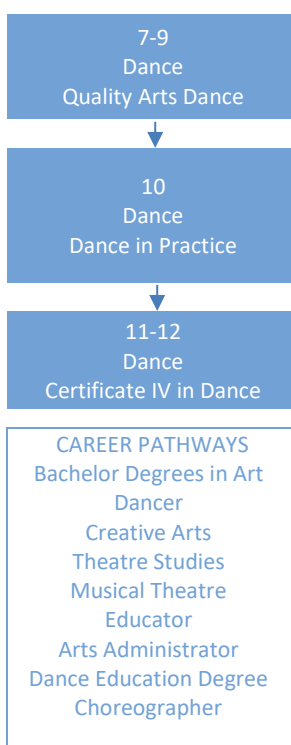 7-9
Dance
Quality Arts Dance
10
Dance
Dance in Practice
11-12
Dance
Certificate IV in Dance
CAREER PATHWAYS
Bachelor Degrees in Art
Dancer
Creative Arts
Theatre Studies
Musical Theatre
Educator
Arts Administrator
Dance Education Degree
Choreographer